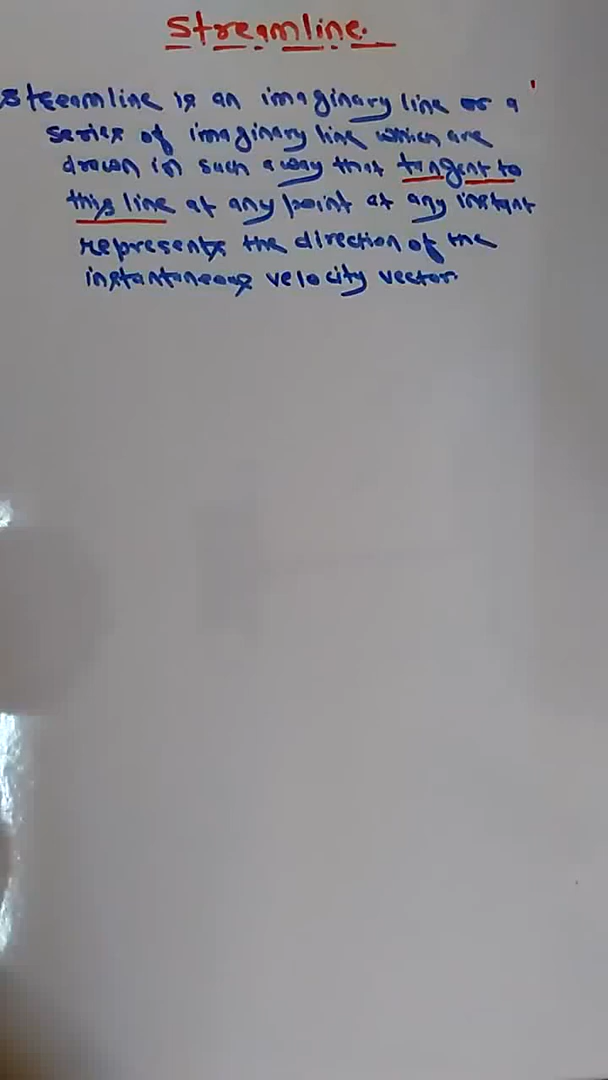 Streamline.
Streamline is an imaginary line or a
series of imaginary line which are
drawn in such a way that tangent to
this line at any point at any instant
represents the direction of the
instantaneous velocity vector.